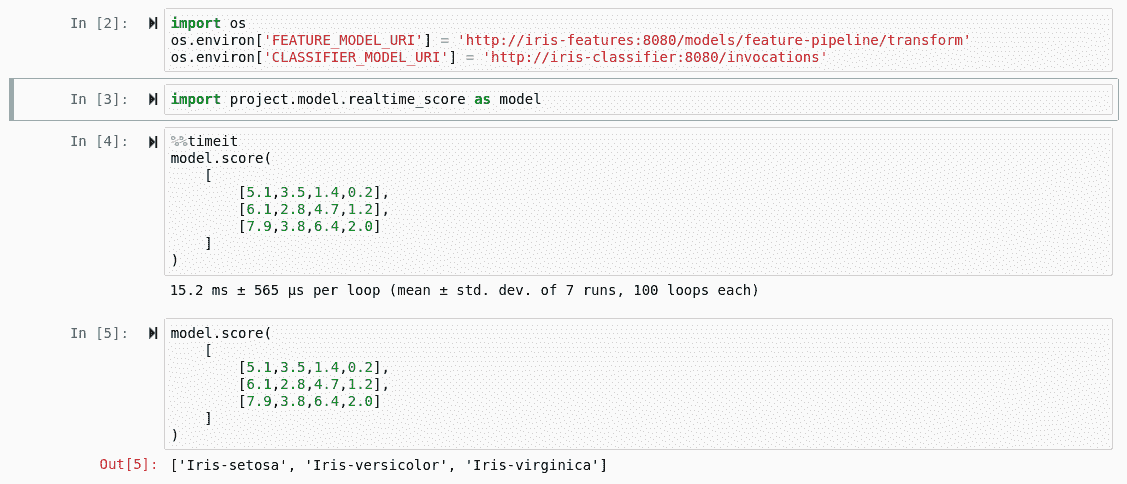 In [2]: import os
os.environ['FEATURE_MODEL_URI'] = 'http://iris-features:8080/models/feature-pipeline/transform'
os.environ['CLASSIFIER_MODEL_URI'] = 'http://iris-classifier:8080/invocations'
In [3]: import project.model.realtime_score as model
In [4]: %%timeit
model.score(
    [
        [5.1,3.5,1.4,0.2],
        [6.1,2.8,4.7,1.2],
        [7.9,3.8,6.4,2.0]
    ]
)
15.2 ms ± 565 µs per loop (mean ± std. dev. of 7 runs, 100 loops each)
In [5]: model.score(
    [
        [5.1,3.5,1.4,0.2],
        [6.1,2.8,4.7,1.2],
        [7.9,3.8,6.4,2.0]
    ]
)
Out[5]: ['Iris-setosa', 'Iris-versicolor', 'Iris-virginica']